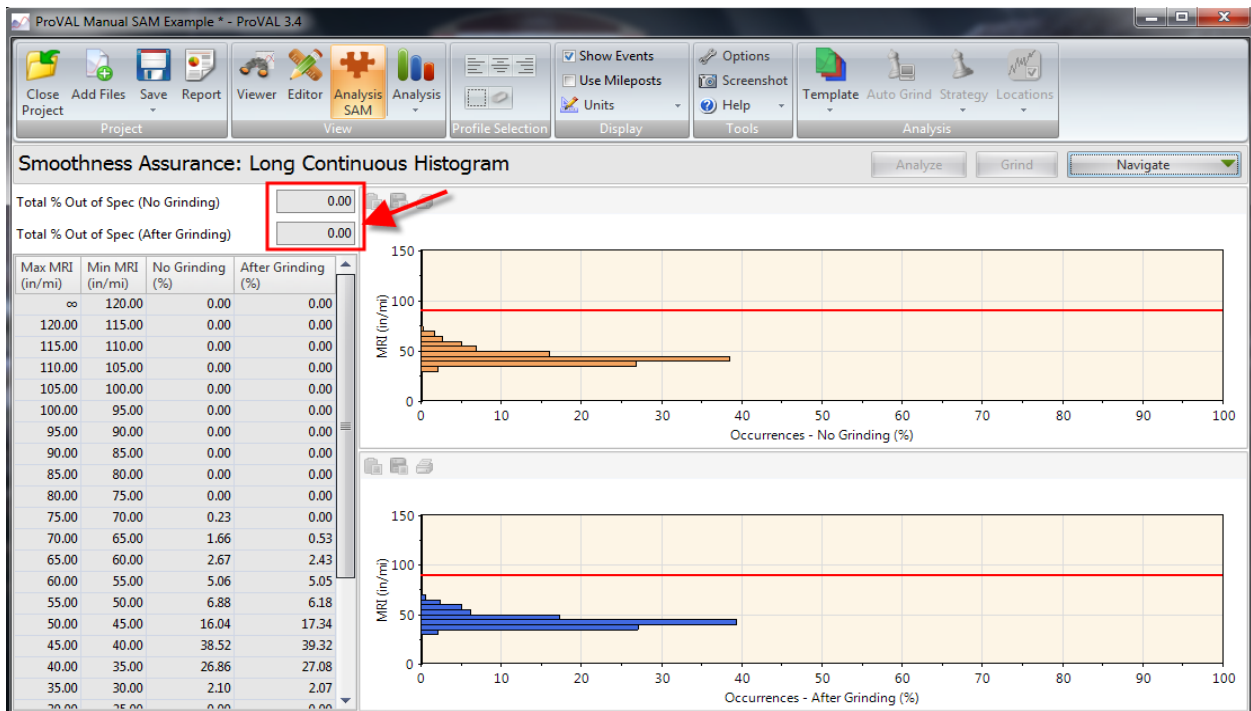 ProVAL Manual SAM Example * - ProVAL 3.4
Close Project Add Files Save Report Viewer Editor Analysis SAM Analysis
Show Events
Use Mileposts
Units
Options
Screenshot
Help
Template Auto Grind Strategy Locations
Project View Profile Selection Display Tools Analysis
Smoothness Assurance: Long Continuous Histogram
Analyze Grind Navigate
Total % Out of Spec (No Grinding) 0.00
Total % Out of Spec (After Grinding) 0.00
Max MRI (in/mi) Min MRI (in/mi) No Grinding (%) After Grinding (%)
∞ 120.00 0.00 0.00
120.00 115.00 0.00 0.00
115.00 110.00 0.00 0.00
110.00 105.00 0.00 0.00
105.00 100.00 0.00 0.00
100.00 95.00 0.00 0.00
95.00 90.00 0.00 0.00
90.00 85.00 0.00 0.00
85.00 80.00 0.00 0.00
80.00 75.00 0.00 0.00
75.00 70.00 0.23 0.00
70.00 65.00 1.66 0.53
65.00 60.00 2.67 2.43
60.00 55.00 5.06 5.05
55.00 50.00 6.88 6.18
50.00 45.00 16.04 17.34
45.00 40.00 38.52 39.32
40.00 35.00 26.86 27.08
35.00 30.00 2.10 2.07
MRI (in/mi)
150
100
50
0
0 10 20 30 40 50 60 70 80 90 100
Occurrences - No Grinding (%)
MRI (in/mi)
150
100
50
0
0 10 20 30 40 50 60 70 80 90 100
Occurrences - After Grinding (%)